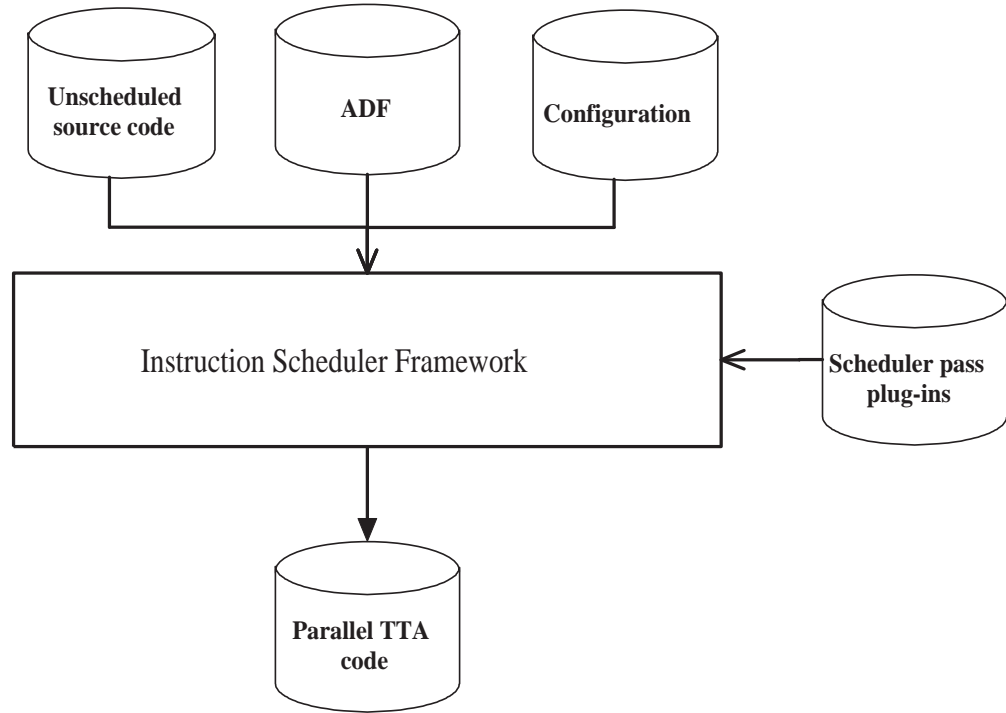 Unscheduled
source code
ADF
Configuration
Instruction Scheduler Framework
Scheduler pass
plug-ins
Parallel TTA
code